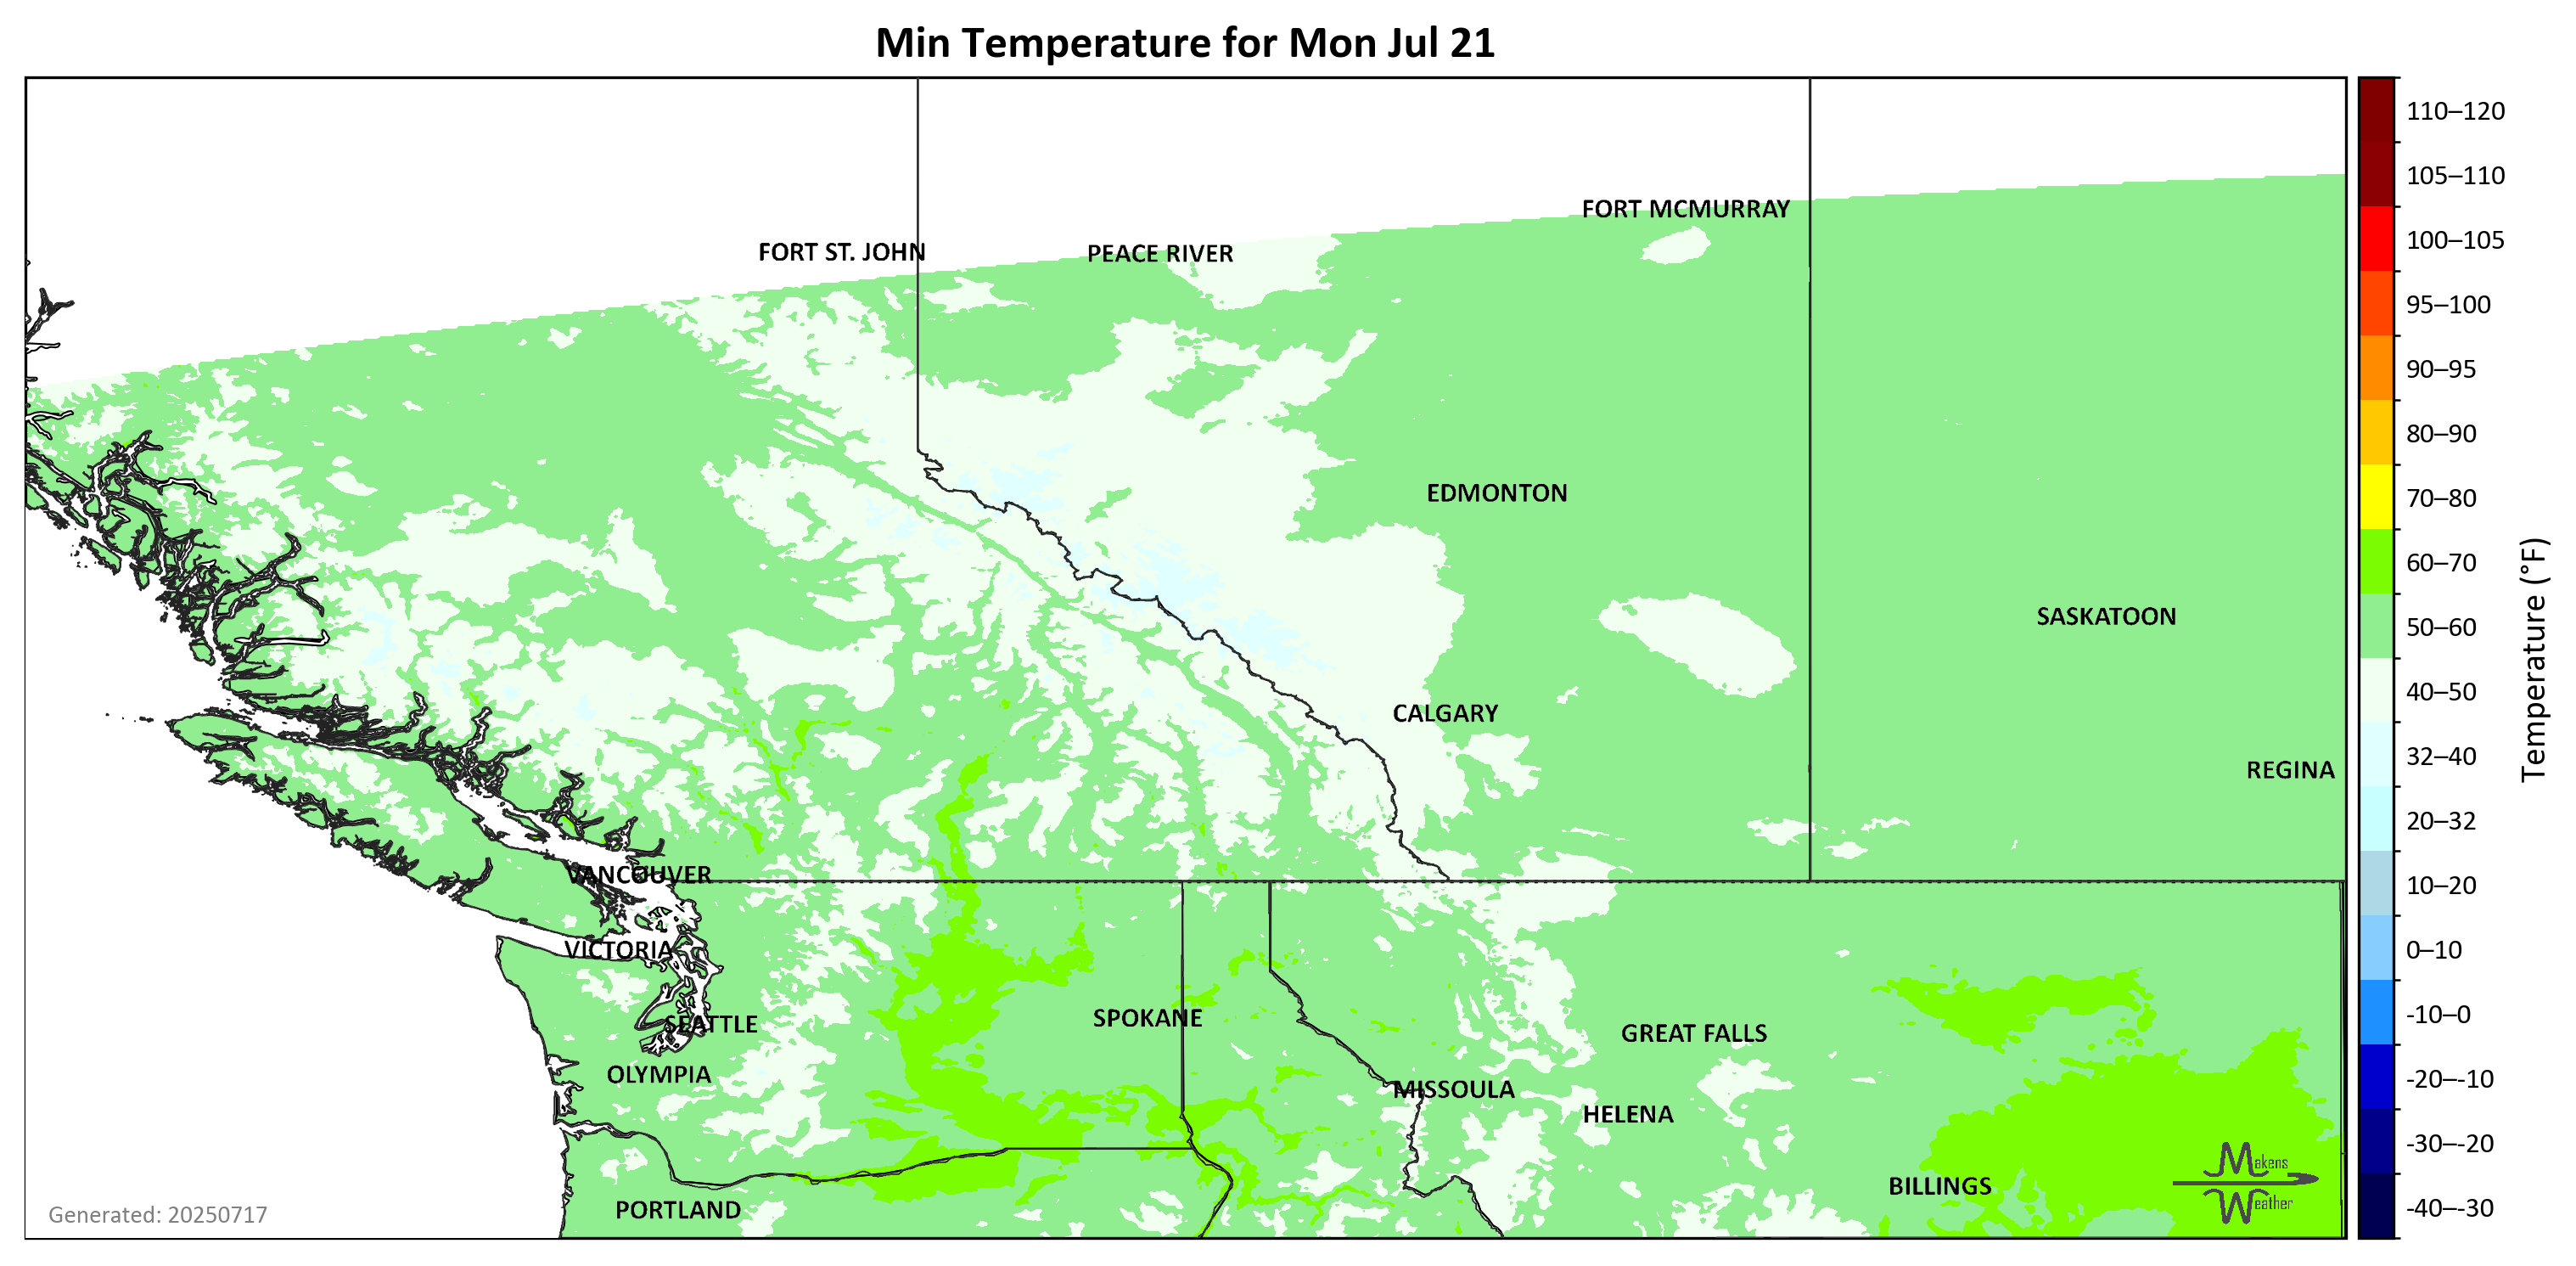 Min Temperature for Mon Jul 21
110–120
105–110
100–105
95–100
90–95
80–90
70–80
60–70
50–60
40–50
32–40
20–32
10–20
0–10
-10–0
-20–-10
-30–-20
-40–-30
Temperature (°F)
FORT MCMURRAY
FORT ST. JOHN
PEACE RIVER
EDMONTON
SASKATOON
CALGARY
REGINA
VANCOUVER
VICTORIA
SEATTLE
SPOKANE
GREAT FALLS
OLYMPIA
MISSOULA
HELENA
BILLINGS
PORTLAND
Makens
Weather
Generated: 20250717